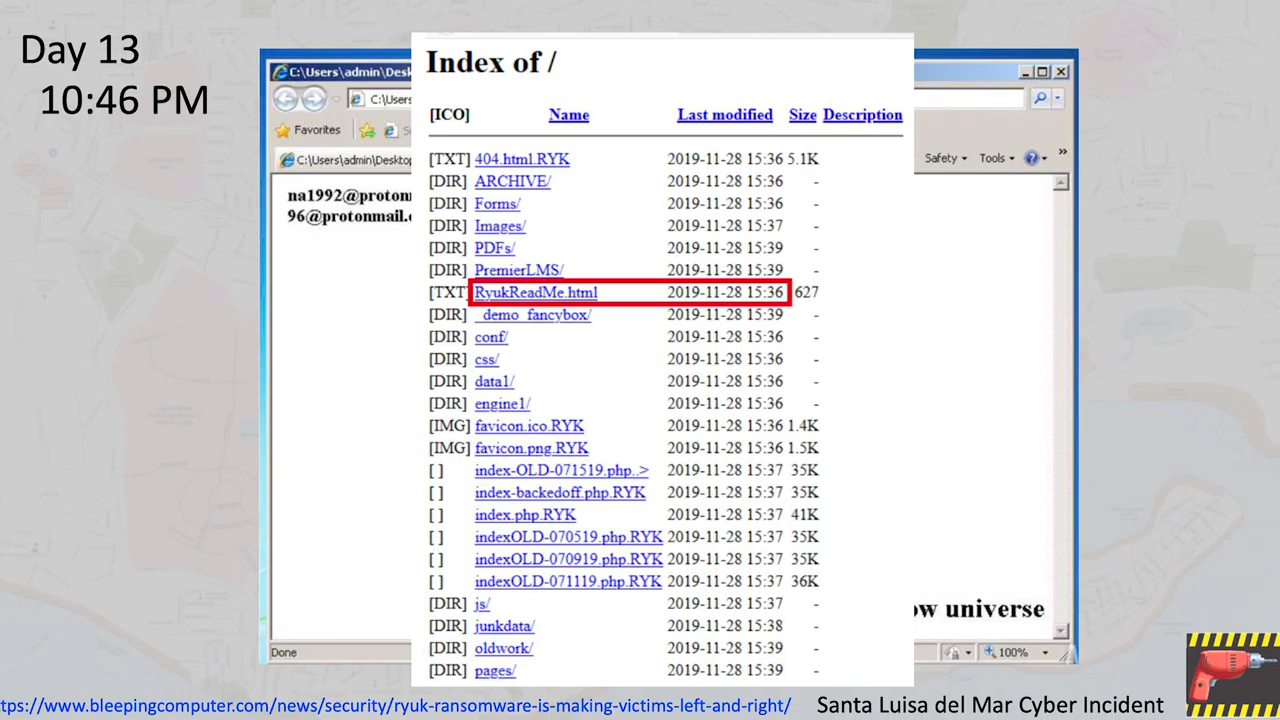 Day 13
10:46 PM
C:\Users\admin\Desk
C:\Users
Favorites
C:\Users\admin\Desktop
na1992@proton
96@protonmail.
Index of /
[ICO] Name Last modified Size Description
[TXT] 404.html.RYK 2019-11-28 15:36 5.1K
[DIR] ARCHIVE/ 2019-11-28 15:36 -
[DIR] Forms/ 2019-11-28 15:36 -
[DIR] Images/ 2019-11-28 15:37 -
[DIR] PDFs/ 2019-11-28 15:39 -
[DIR] PremierLMS/ 2019-11-28 15:39 -
[TXT] RyukReadMe.html 2019-11-28 15:36 627
[DIR] _demo_fancybox/ 2019-11-28 15:39 -
[DIR] conf/ 2019-11-28 15:36 -
[DIR] css/ 2019-11-28 15:36 -
[DIR] data1/ 2019-11-28 15:36 -
[DIR] engine1/ 2019-11-28 15:36 -
[IMG] favicon.ico.RYK 2019-11-28 15:36 1.4K
[IMG] favicon.png.RYK 2019-11-28 15:36 1.5K
[ ] index-OLD-071519.php..> 2019-11-28 15:37 35K
[ ] index-backedoff.php.RYK 2019-11-28 15:37 35K
[ ] index.php.RYK 2019-11-28 15:37 41K
[ ] indexOLD-070519.php.RYK 2019-11-28 15:37 35K
[ ] indexOLD-070919.php.RYK 2019-11-28 15:37 35K
[ ] indexOLD-071119.php.RYK 2019-11-28 15:37 36K
[DIR] js/ 2019-11-28 15:37 -
[DIR] junkdata/ 2019-11-28 15:38 -
[DIR] oldwork/ 2019-11-28 15:39 -
[DIR] pages/ 2019-11-28 15:39 -
Safety Tools
ow universe
Done
100%
tps://www.bleepingcomputer.com/news/security/ryuk-ransomware-is-making-victims-left-and-right/
Santa Luisa del Mar Cyber Incident